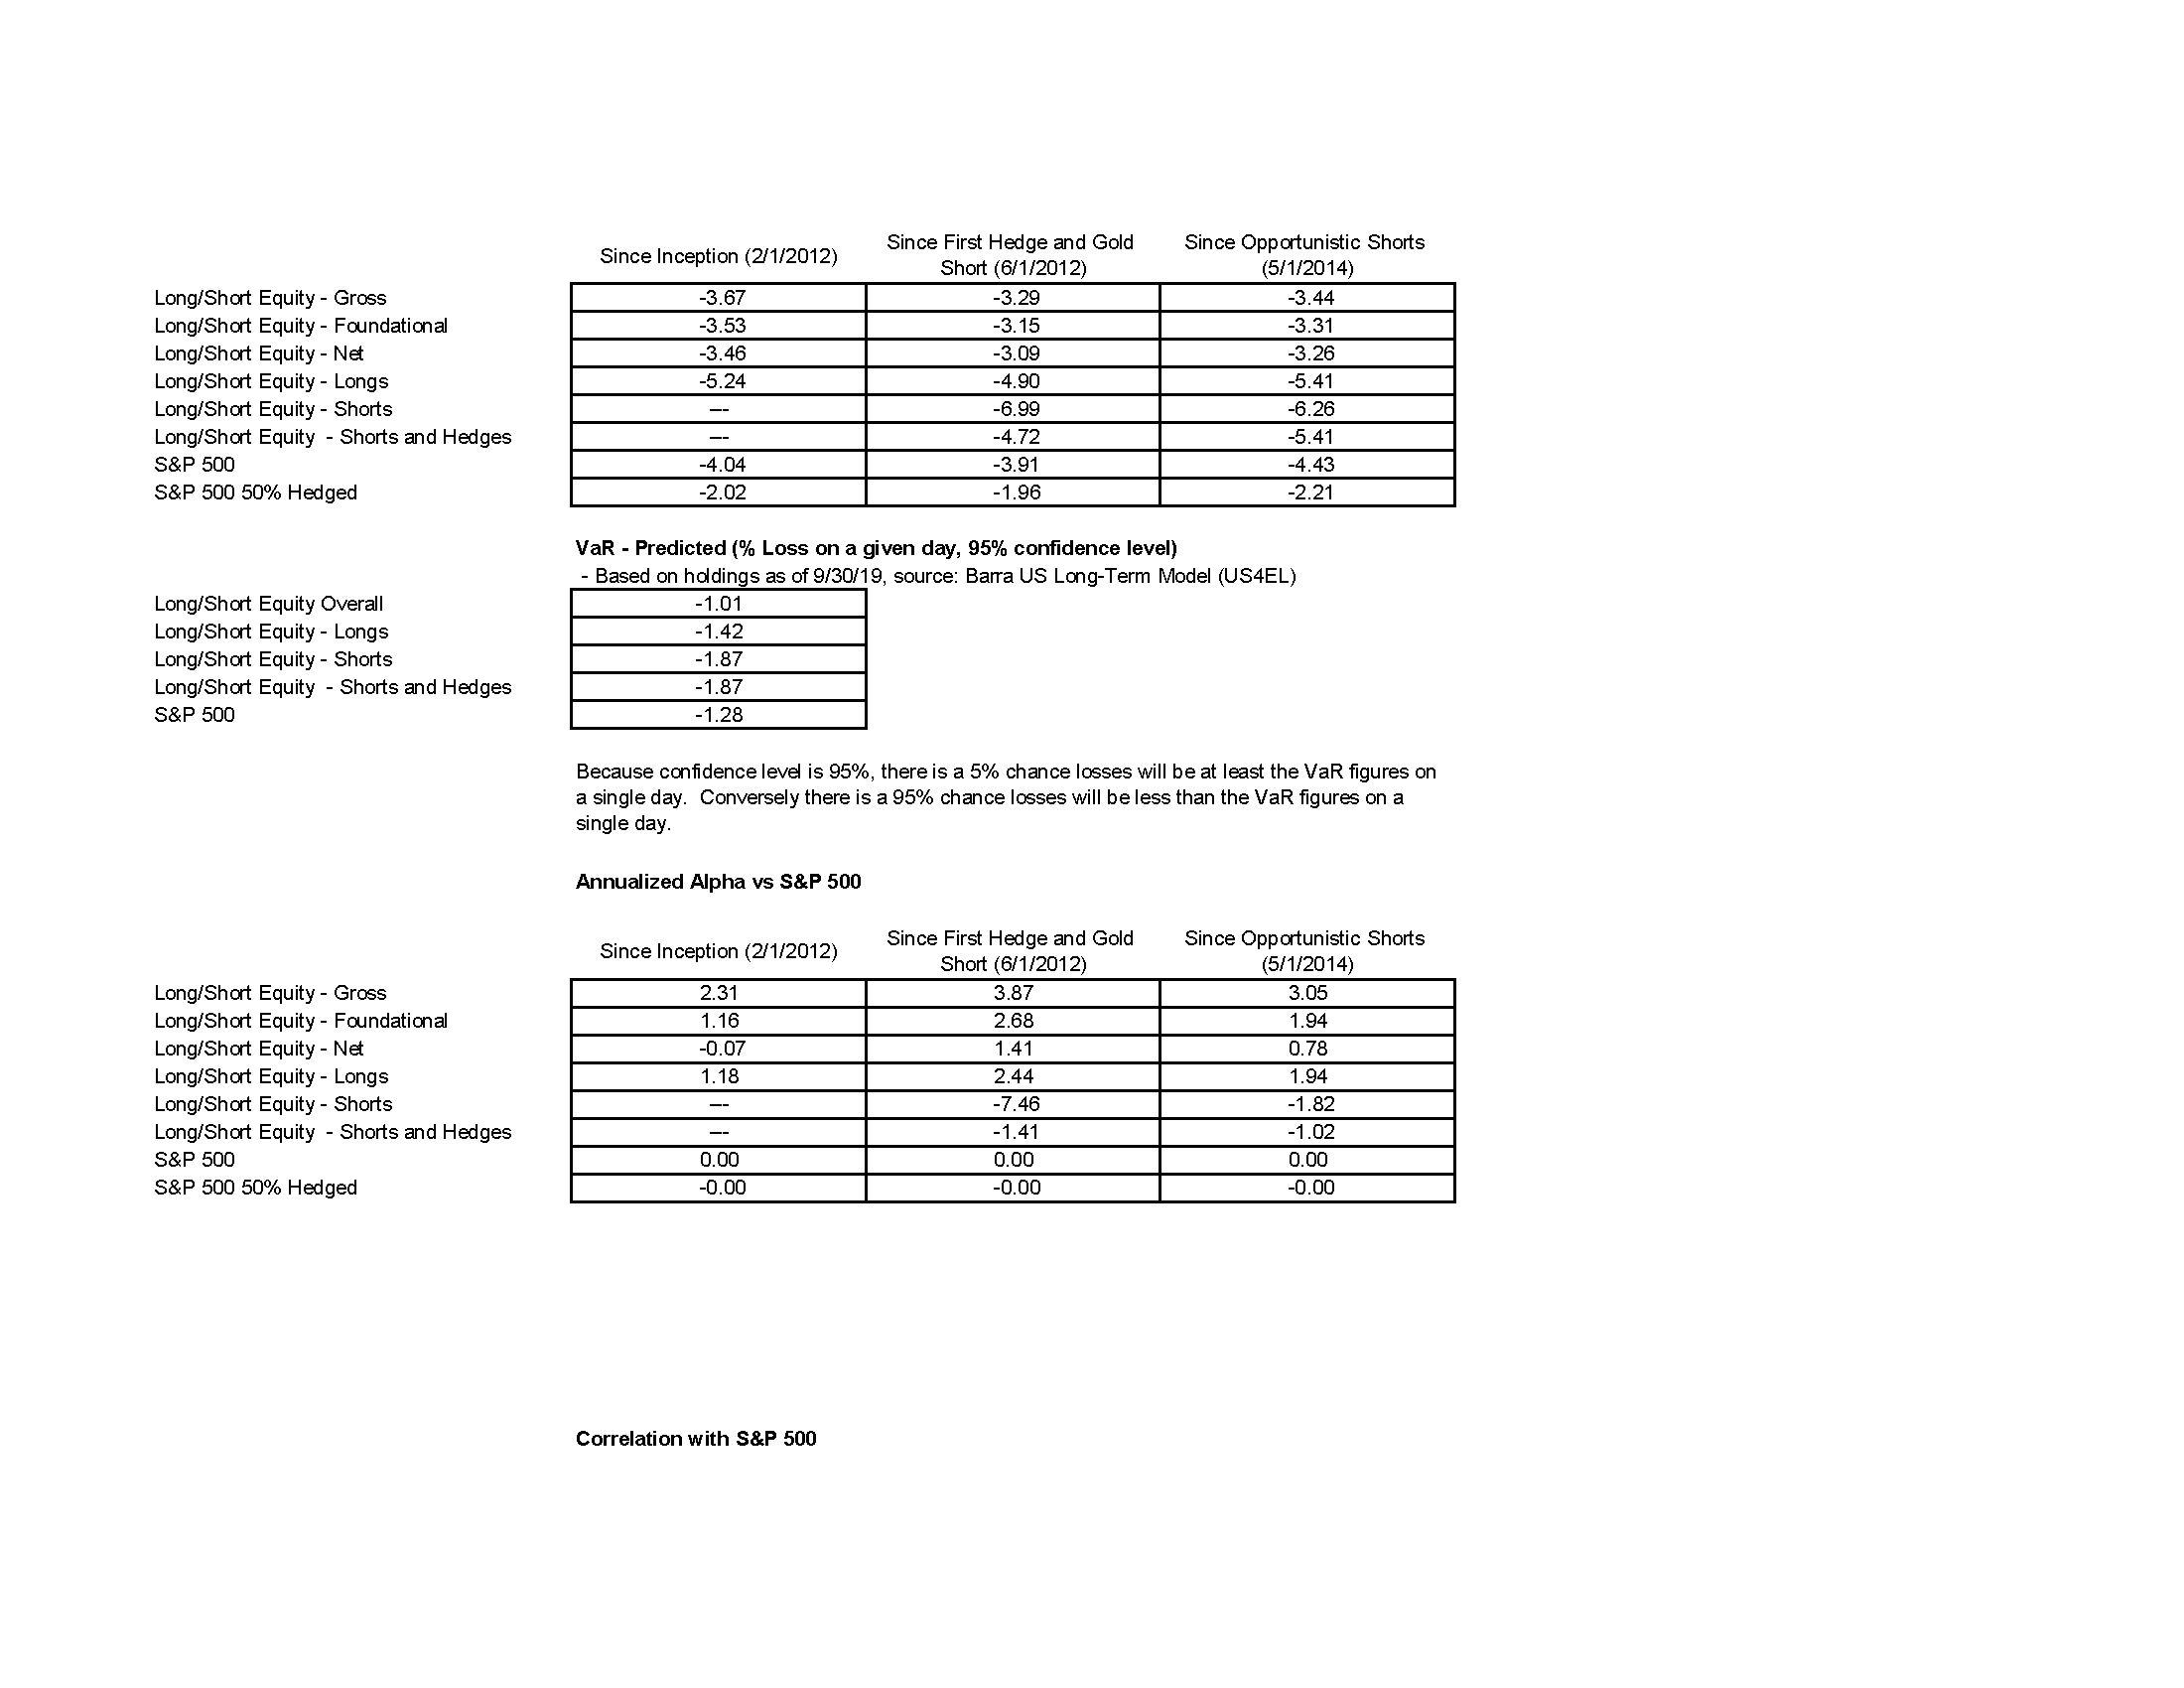 Since Inception (2/1/2012) Since First Hedge and Gold Short (6/1/2012) Since Opportunistic Shorts (5/1/2014)
Long/Short Equity - Gross -3.67 -3.29 -3.44
Long/Short Equity - Foundational -3.53 -3.15 -3.31
Long/Short Equity - Net -3.46 -3.09 -3.26
Long/Short Equity - Longs -5.24 -4.90 -5.41
Long/Short Equity - Shorts --- -6.99 -6.26
Long/Short Equity - Shorts and Hedges --- -4.72 -5.41
S&P 500 -4.04 -3.91 -4.43
S&P 500 50% Hedged -2.02 -1.96 -2.21
VaR - Predicted (% Loss on a given day, 95% confidence level)
- Based on holdings as of 9/30/19, source: Barra US Long-Term Model (US4EL)
Long/Short Equity Overall -1.01
Long/Short Equity - Longs -1.42
Long/Short Equity - Shorts -1.87
Long/Short Equity - Shorts and Hedges -1.87
S&P 500 -1.28
Because confidence level is 95%, there is a 5% chance losses will be at least the VaR figures on
a single day. Conversely there is a 95% chance losses will be less than the VaR figures on a
single day.
Annualized Alpha vs S&P 500
Since Inception (2/1/2012) Since First Hedge and Gold Short (6/1/2012) Since Opportunistic Shorts (5/1/2014)
Long/Short Equity - Gross 2.31 3.87 3.05
Long/Short Equity - Foundational 1.16 2.68 1.94
Long/Short Equity - Net -0.07 1.41 0.78
Long/Short Equity - Longs 1.18 2.44 1.94
Long/Short Equity - Shorts --- -7.46 -1.82
Long/Short Equity - Shorts and Hedges --- -1.41 -1.02
S&P 500 0.00 0.00 0.00
S&P 500 50% Hedged -0.00 -0.00 -0.00
Correlation with S&P 500